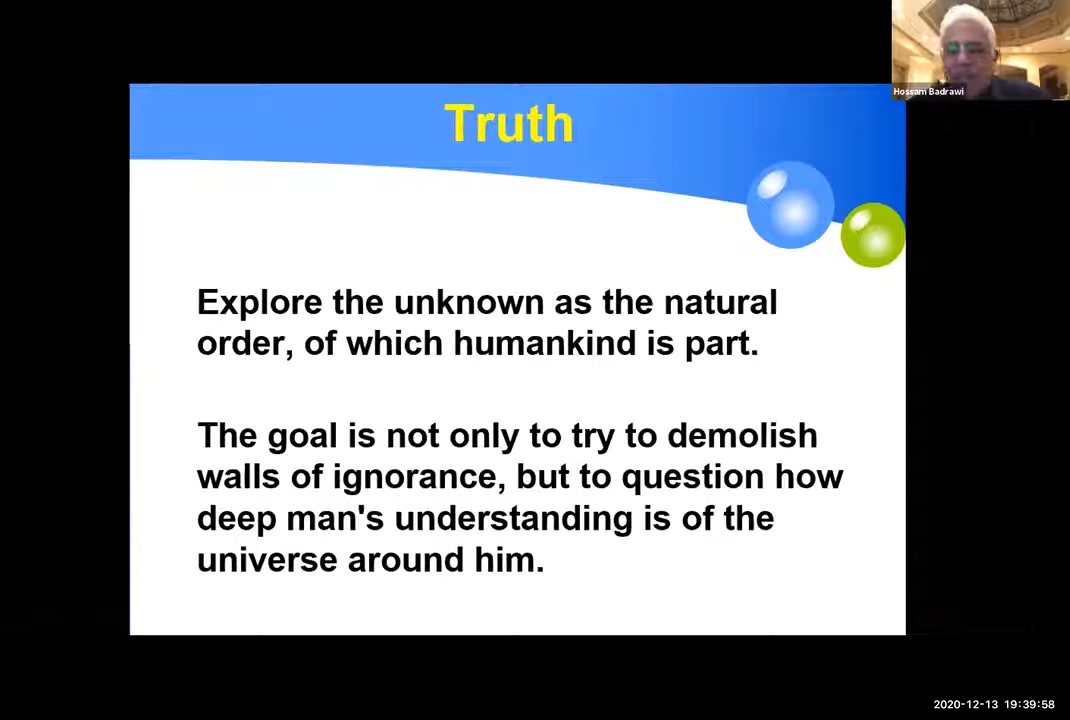 Hossam Badrawi
Truth
Explore the unknown as the natural
order, of which humankind is part.
The goal is not only to try to demolish
walls of ignorance, but to question how
deep man's understanding is of the
universe around him.
2020-12-13 19:39:58